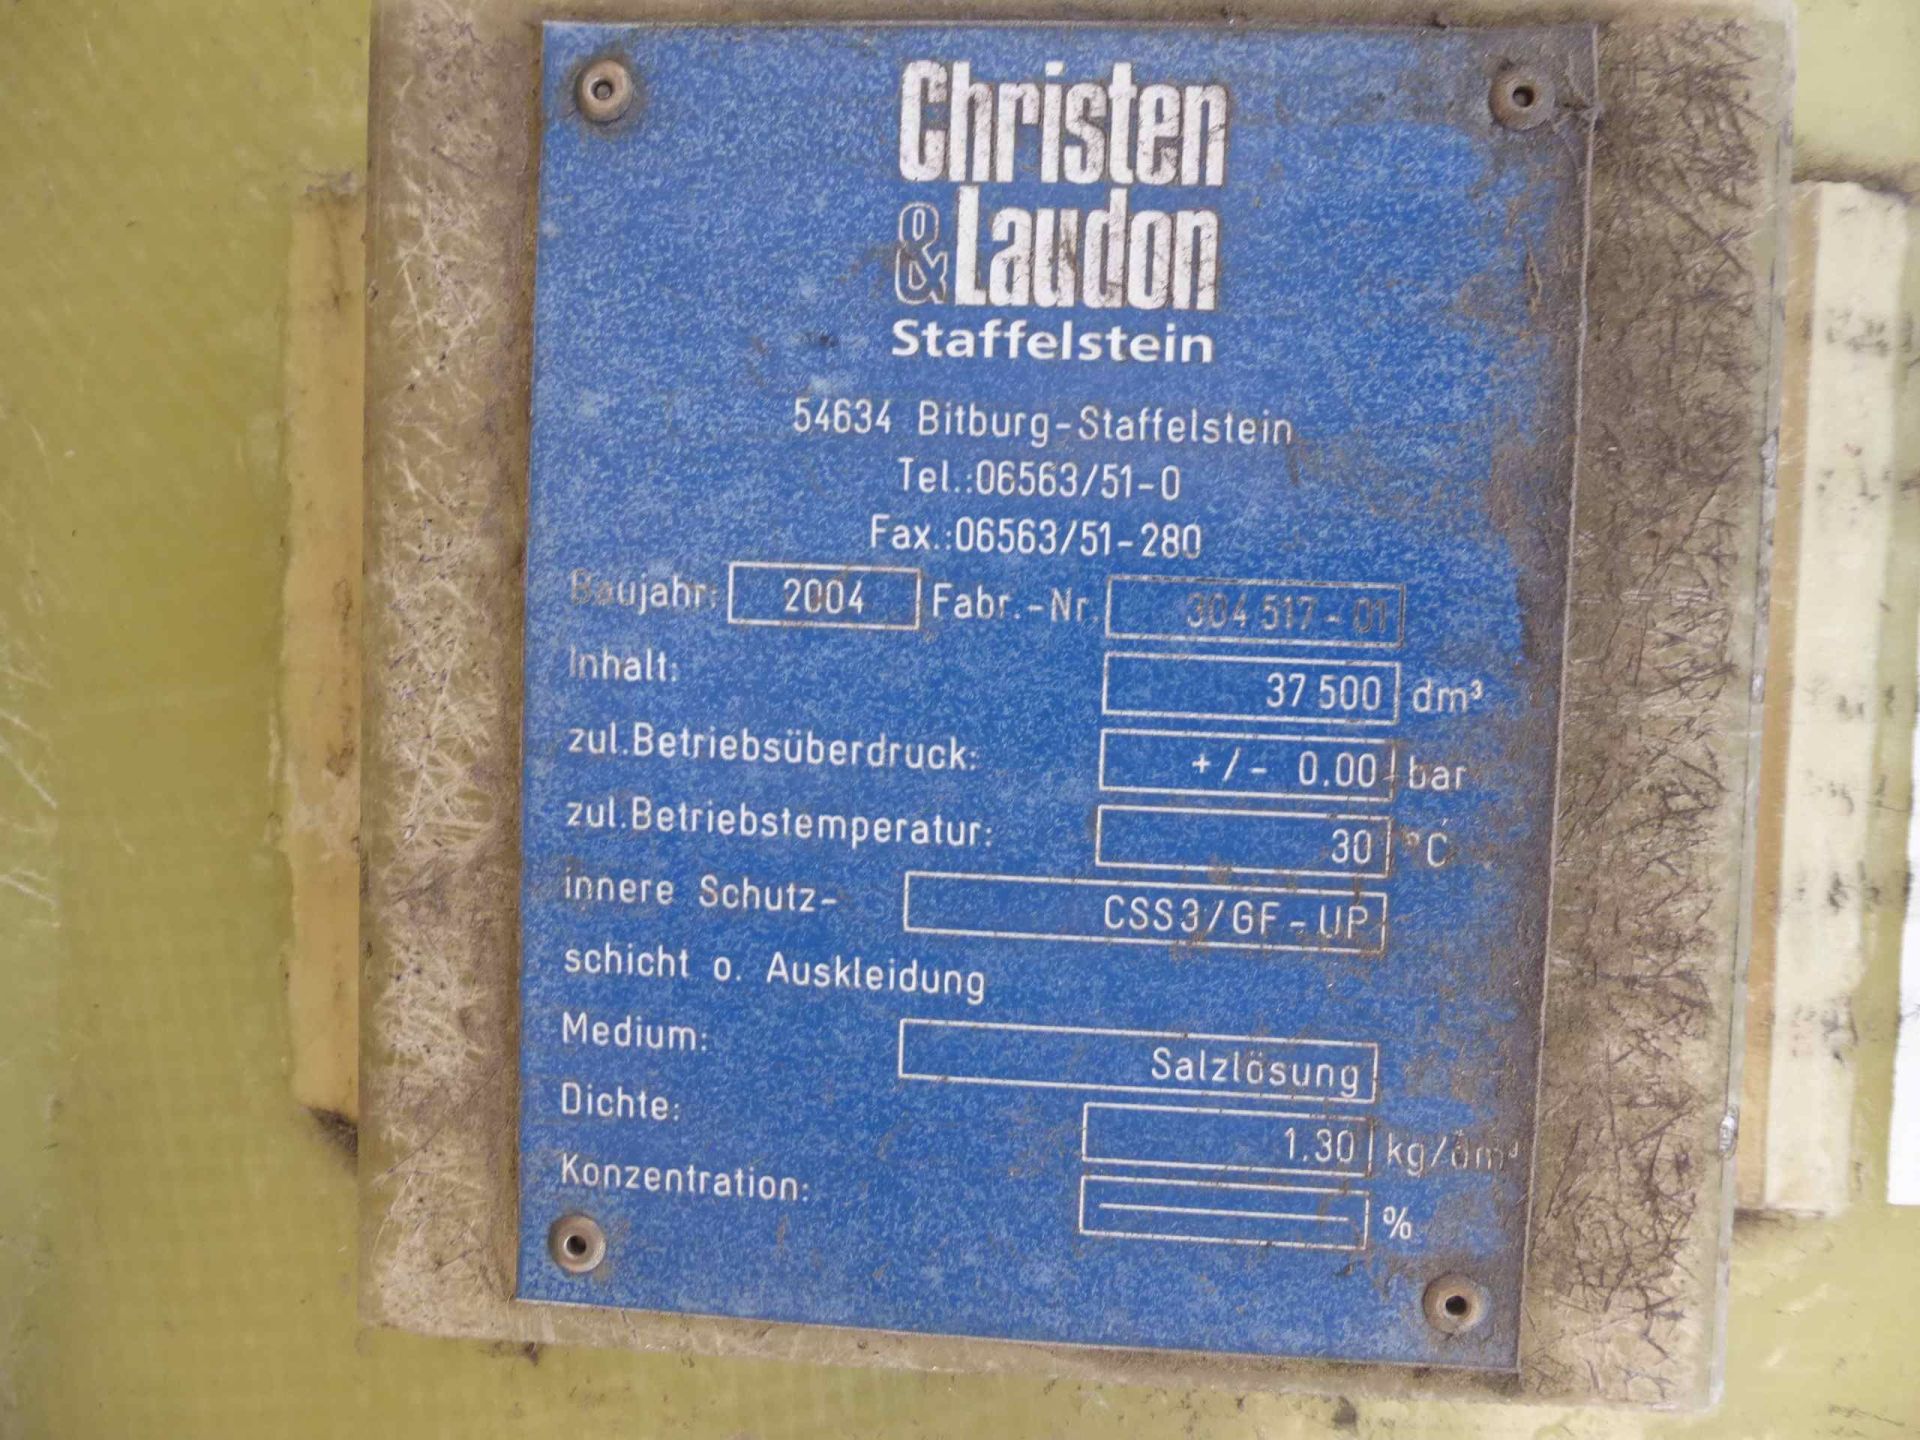 Christen
& Laudon
Staffelstein
54634 Bitburg-Staffelstein
Tel.:06563/51-0
Fax.:06563/51-280
Baujahr: 2004 Fabr.-Nr. 304 517-01
Inhalt: 37 500 dm³
zul.Betriebsüberdruck: +/- 0.00 bar
zul.Betriebstemperatur: 30 °C
innere Schutz- CSS3/GF-UP
schicht o. Auskleidung
Medium: Salzlösung
Dichte: 1.30 kg/dm³
Konzentration: %